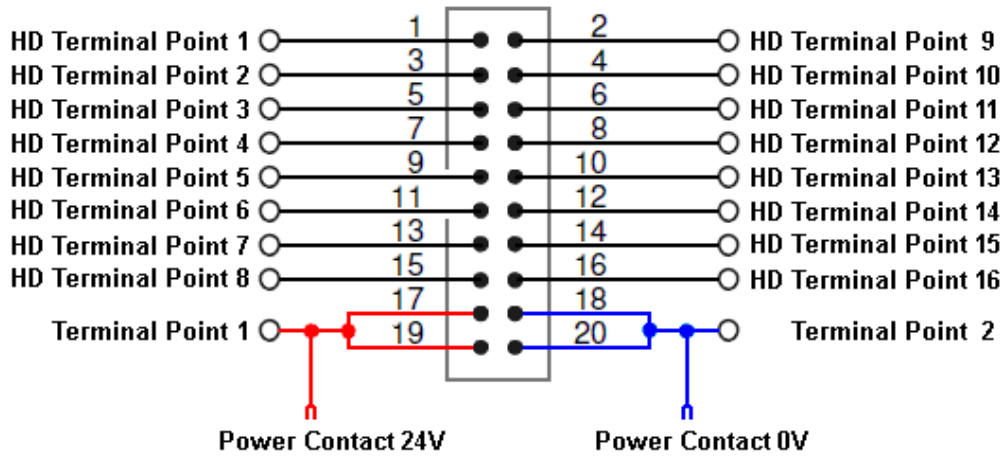 HD Terminal Point 1 1 2 HD Terminal Point 9
HD Terminal Point 2 3 4 HD Terminal Point 10
HD Terminal Point 3 5 6 HD Terminal Point 11
HD Terminal Point 4 7 8 HD Terminal Point 12
HD Terminal Point 5 9 10 HD Terminal Point 13
HD Terminal Point 6 11 12 HD Terminal Point 14
HD Terminal Point 7 13 14 HD Terminal Point 15
HD Terminal Point 8 15 16 HD Terminal Point 16
17 18
Terminal Point 1 19 20 Terminal Point 2
Power Contact 24V Power Contact 0V